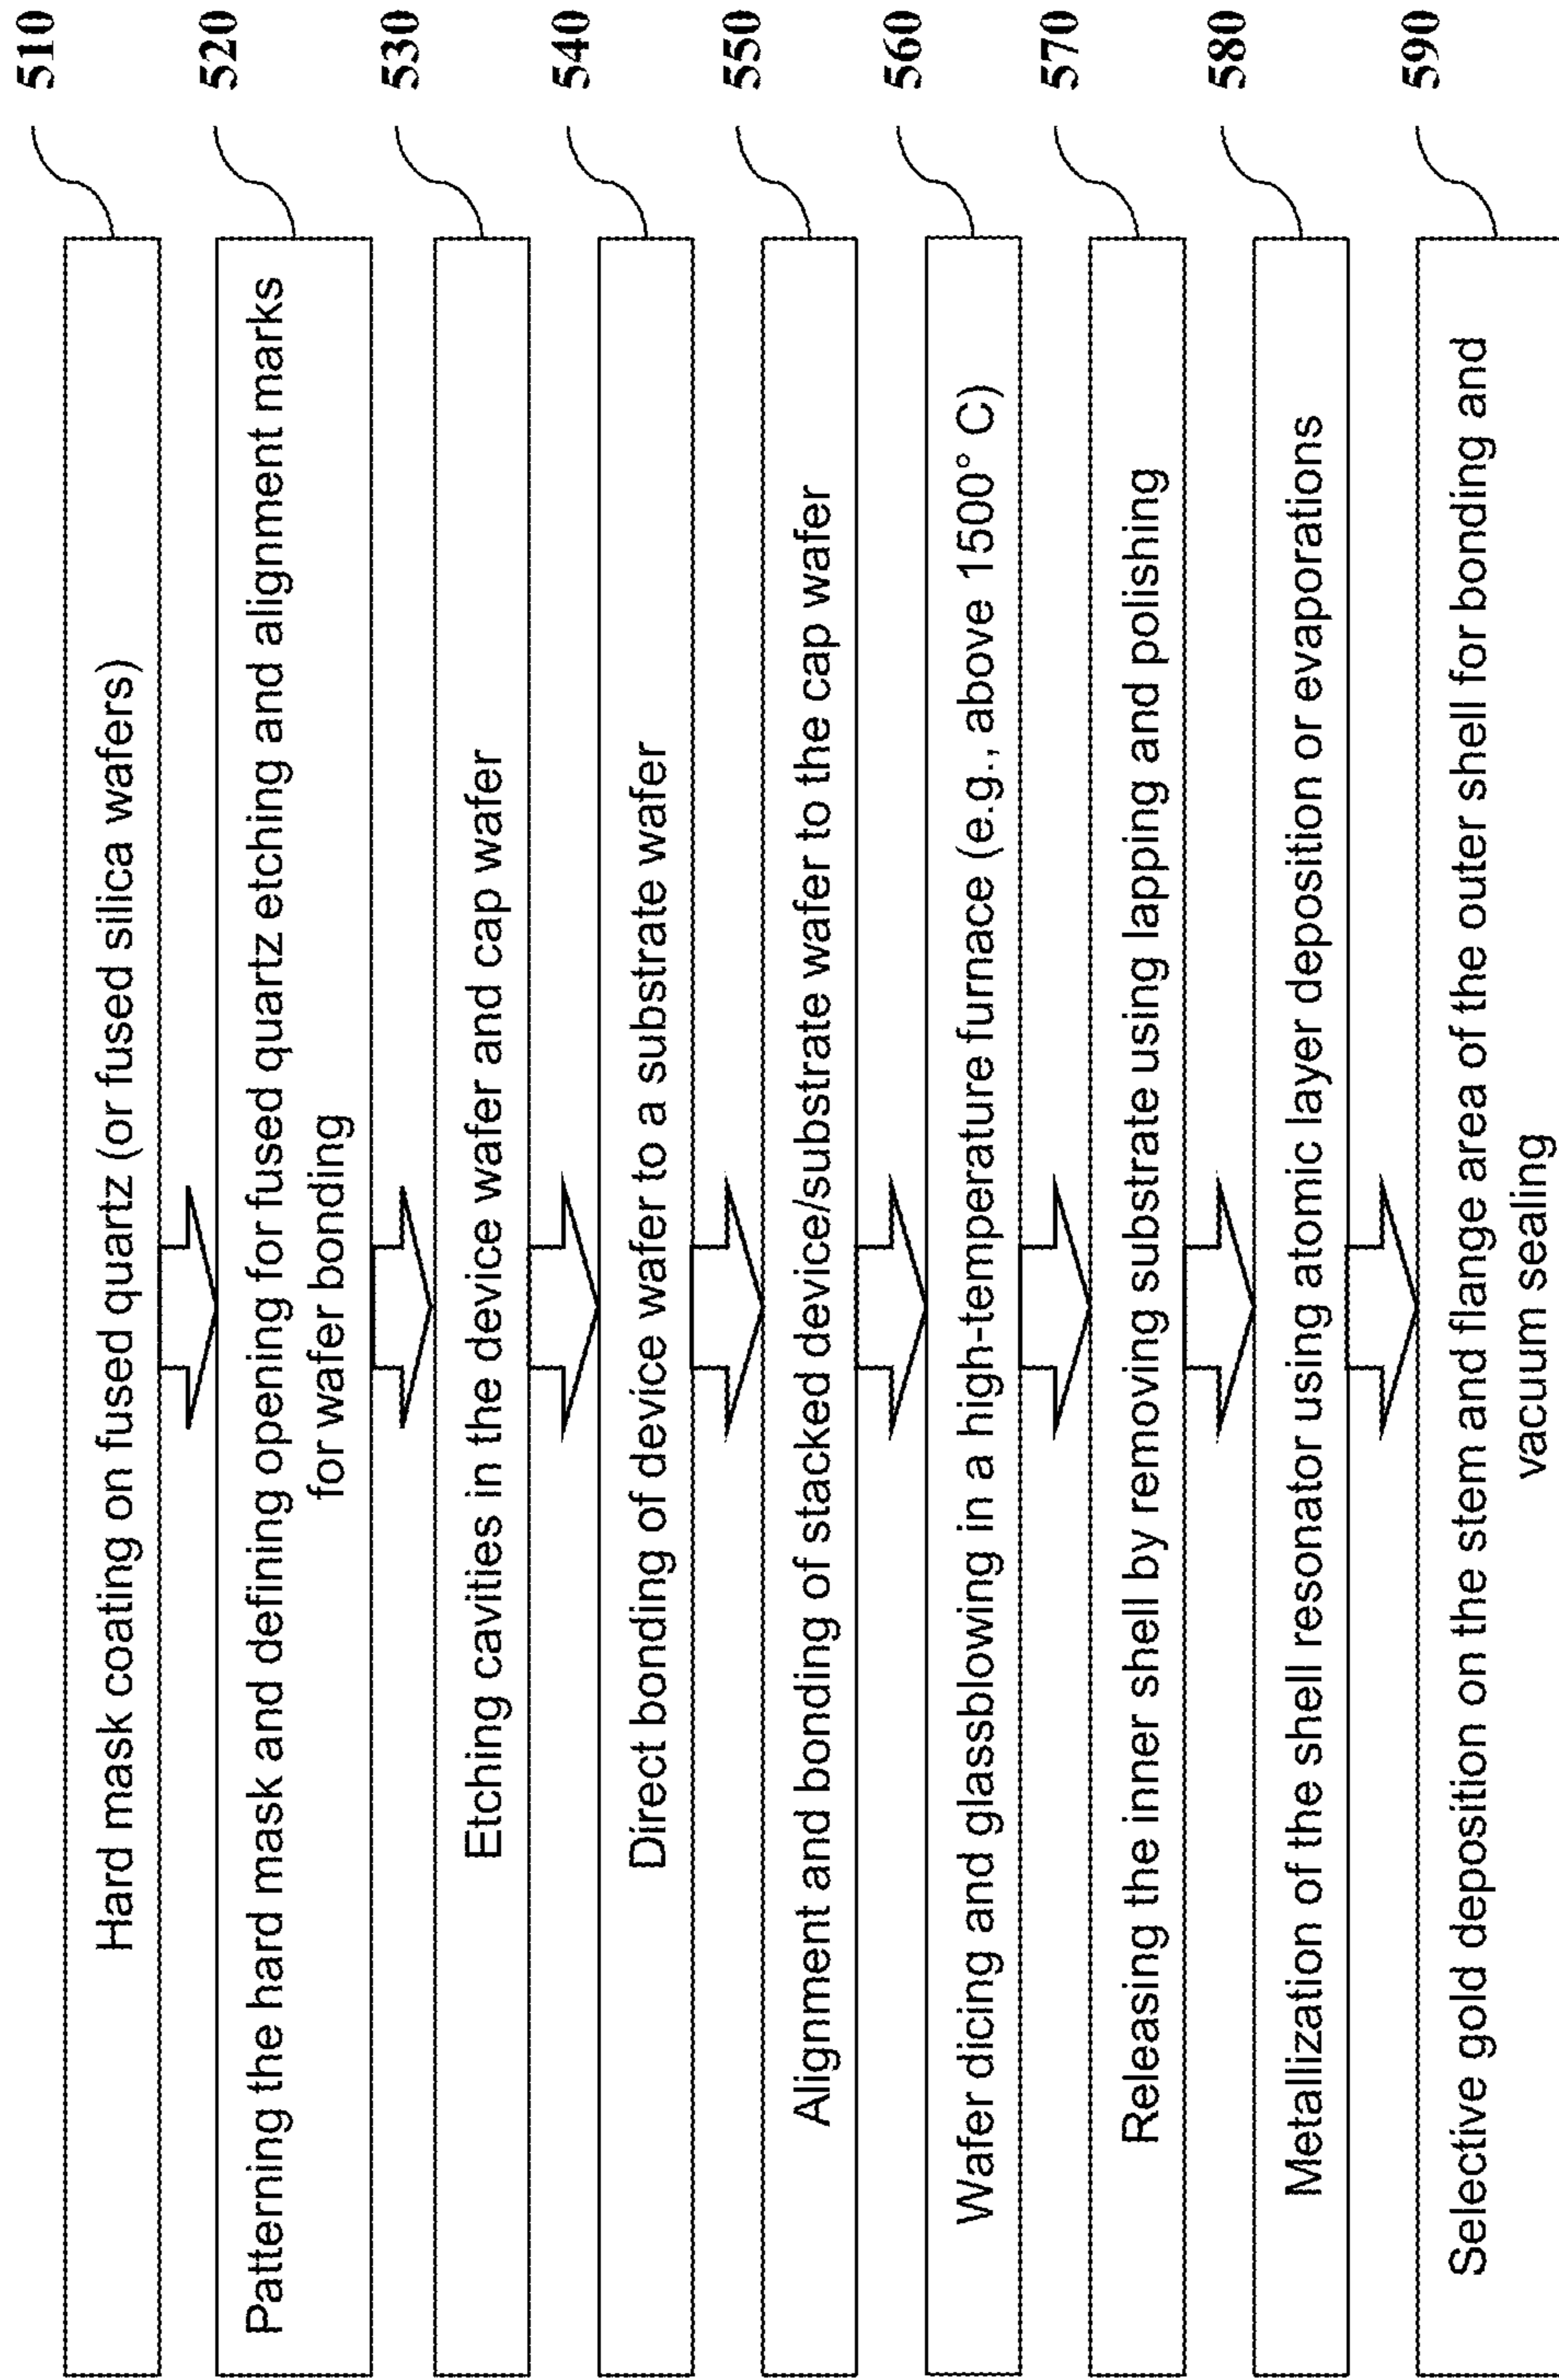 510
Hard mask coating on fused quartz (or fused silica wafers)
520
Patterning the hard mask and defining opening for fused quartz etching and alignment marks
for wafer bonding
530
Etching cavities in the device wafer and cap wafer
540
Direct bonding of device wafer to a substrate wafer
550
Alignment and bonding of stacked device/substrate wafer to the cap wafer
560
Wafer dicing and glassblowing in a high-temperature furnace (e.g., above 1500° C)
570
Releasing the inner shell by removing substrate using lapping and polishing
580
Metallization of the shell resonator using atomic layer deposition or evaporations
590
Selective gold deposition on the stem and flange area of the outer shell for bonding and
vacuum sealing